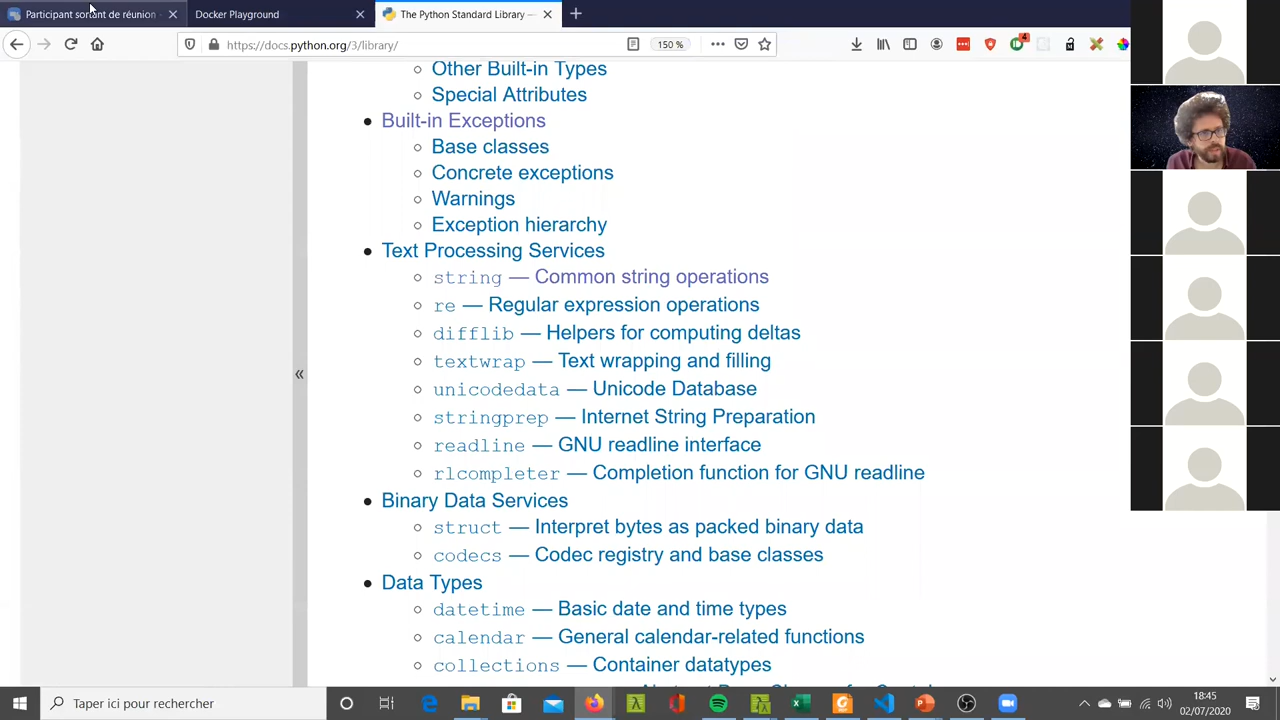 Participant sortant de réunion
Docker Playground
The Python Standard Library —
https://docs.python.org/3/library/
150 %
4
Other Built-in Types
Special Attributes
Built-in Exceptions
Base classes
Concrete exceptions
Warnings
Exception hierarchy
Text Processing Services
string — Common string operations
re — Regular expression operations
difflib — Helpers for computing deltas
textwrap — Text wrapping and filling
unicodedata — Unicode Database
stringprep — Internet String Preparation
readline — GNU readline interface
rlcompleter — Completion function for GNU readline
Binary Data Services
struct — Interpret bytes as packed binary data
codecs — Codec registry and base classes
Data Types
datetime — Basic date and time types
calendar — General calendar-related functions
collections — Container datatypes
Taper ici pour rechercher
18:45
02/07/2020